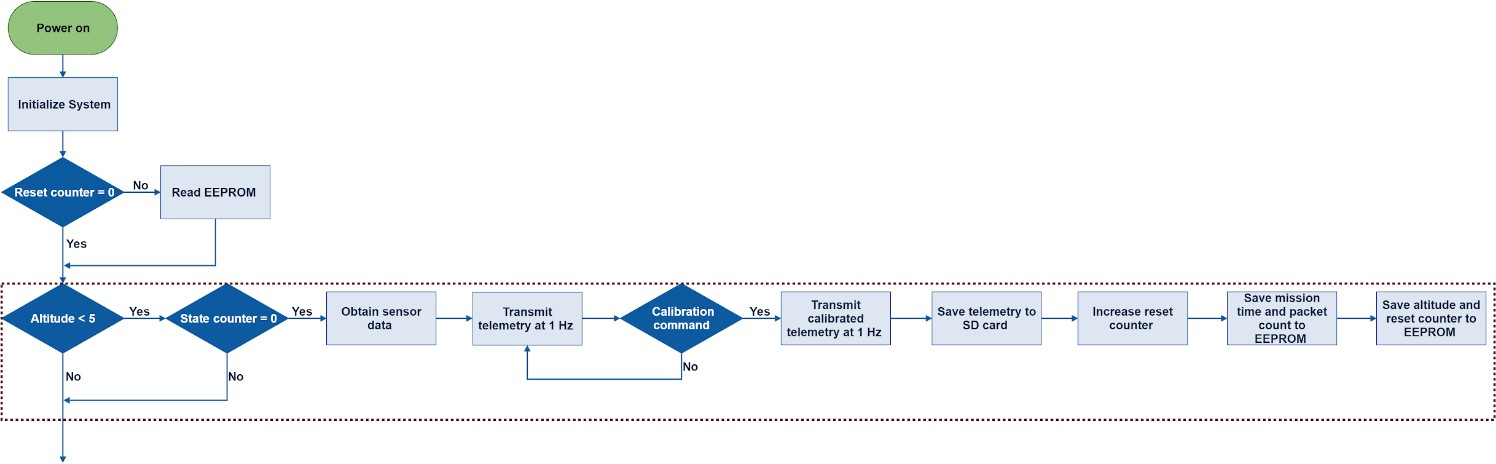 Power on
Initialize System
Reset counter = 0
No
Read EEPROM
Yes
Altitude < 5
Yes
State counter = 0
Yes
Obtain sensor
data
Transmit
telemetry at 1 Hz
Calibration
command
Yes
Transmit
calibrated
telemetry at 1 Hz
Save telemetry to
SD card
Increase reset
counter
Save mission
time and packet
count to
EEPROM
Save altitude and
reset counter to
EEPROM
No
No
No